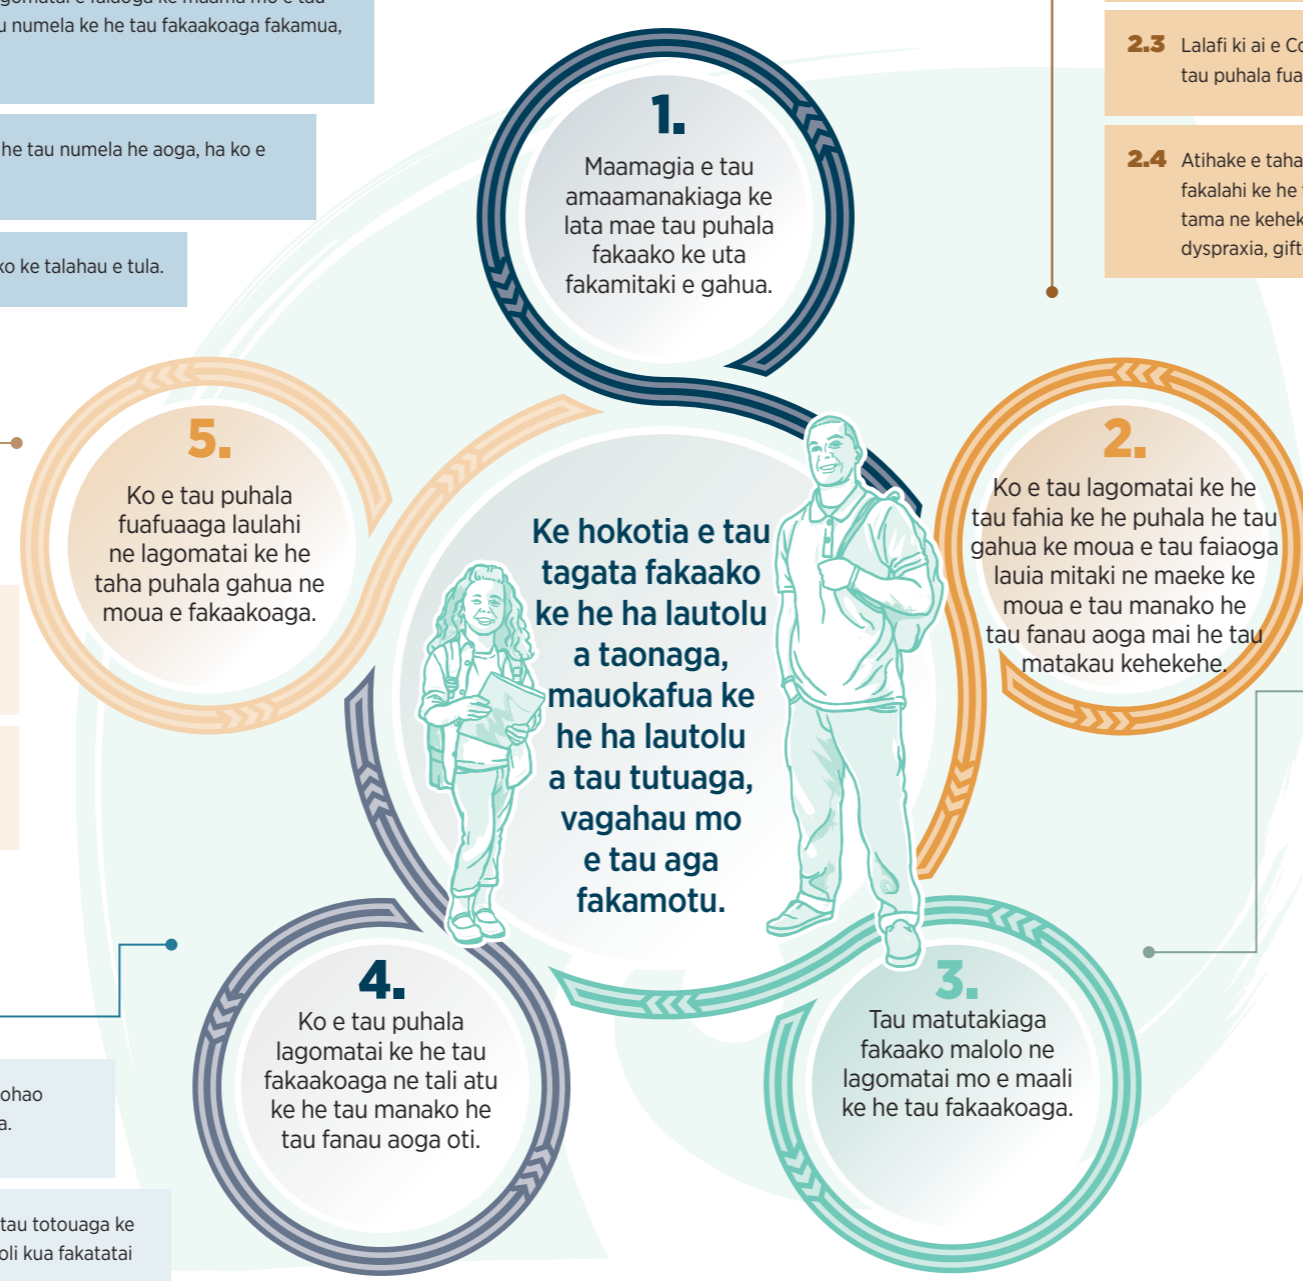 e faiaoga ke maama mo e tau
numela ke he tau fakaakoaga fakamua,
he tau numela he aoga, ha ko e
ke talahau e tula.
2.3 Lalafi ki ai e
tau puhala
2.4 Atihake e taha
fakalahi ke he
tama ne
dyspraxia,
1.
Maamagia e tau
amaamanakiaga ke
lata mae tau puhala
fakaako ke uta
fakamitaki e gahua.
5.
Ko e tau puhala
fuafuaaga laulahi
ne lagomatai ke he
taha puhala gahua ne
moua e fakaakoaga.
2.
Ko e tau lagomatai ke he
tau fahia ke he puhala he tau
gahua ke moua e tau faiaoga
lauia mitaki ne maeke ke
moua e tau manako he
tau fanau aoga mai he tau
matakau kehekehe.
Ke hokotia e tau
tagata fakaako
ke he ha lautolu
a taonaga,
mauokafua ke
he ha lautolu
a tau tutuaga,
vagahau mo
e tau aga
fakamotu.
4.
Ko e tau puhala
lagomatai ke he tau
fakaakoaga ne tali atu
ke he tau manako he
tau fanau aoga oti.
3.
Tau matutakiaga
fakaako malolo ne
lagomatai mo e maali
ke he tau fakaakoaga.
tau totouaga ke
kua fakatatai